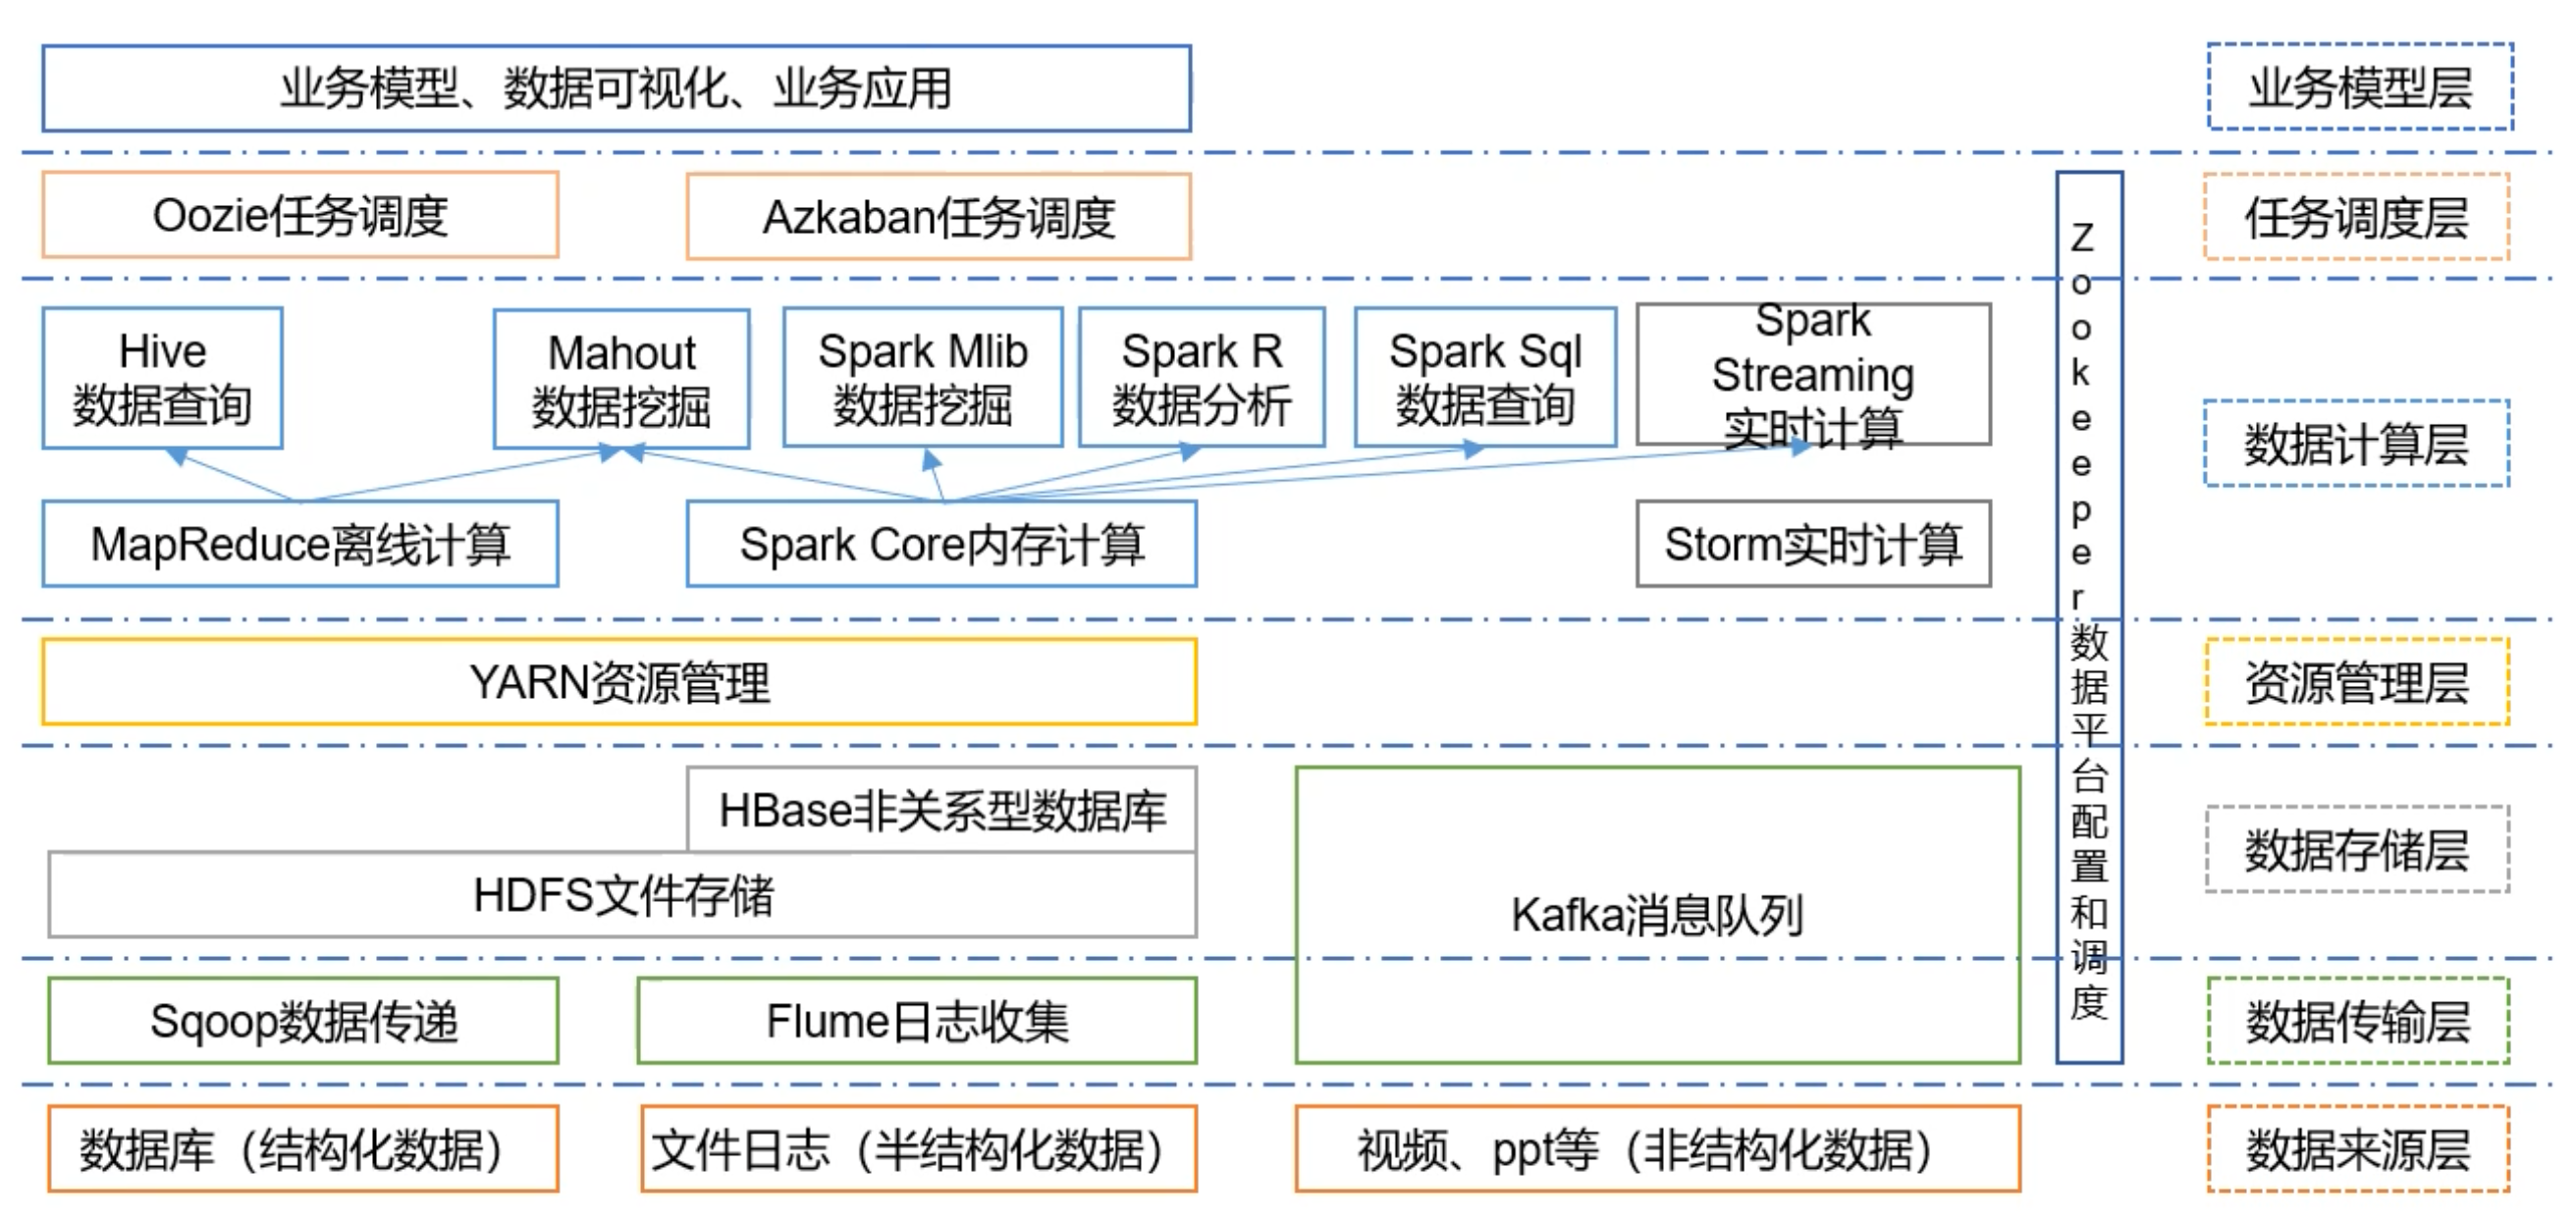 业务模型、数据可视化、业务应用
业务模型层
Oozie任务调度
Azkaban任务调度
任务调度层
Hive
数据查询
Mahout
数据挖掘
Spark Mlib
数据挖掘
Spark R
数据分析
Spark Sql
数据查询
Spark
Streaming
实时计算
数据计算层
MapReduce离线计算
Spark Core内存计算
Storm实时计算
Zookeeper数据平台配置和调度
YARN资源管理
资源管理层
HBase非关系型数据库
HDFS文件存储
Kafka消息队列
数据存储层
Sqoop数据传递
Flume日志收集
数据传输层
数据库（结构化数据）
文件日志（半结构化数据）
视频、ppt等（非结构化数据）
数据来源层